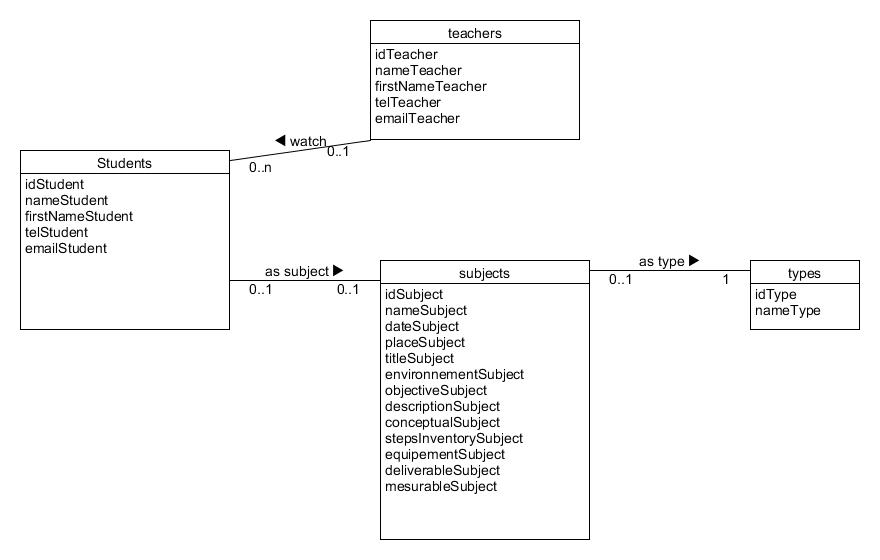 teachers
idTeacher
nameTeacher
firstNameTeacher
telTeacher
emailTeacher
◀ watch
0..1
0..n
Students
idStudent
nameStudent
firstNameStudent
telStudent
emailStudent
as subject ▶
0..1
0..1
subjects
idSubject
nameSubject
dateSubject
placeSubject
titleSubject
environnementSubject
objectiveSubject
descriptionSubject
conceptualSubject
stepsInventorySubject
equipementSubject
deliverableSubject
mesurableSubject
as type ▶
0..1
1
types
idType
nameType